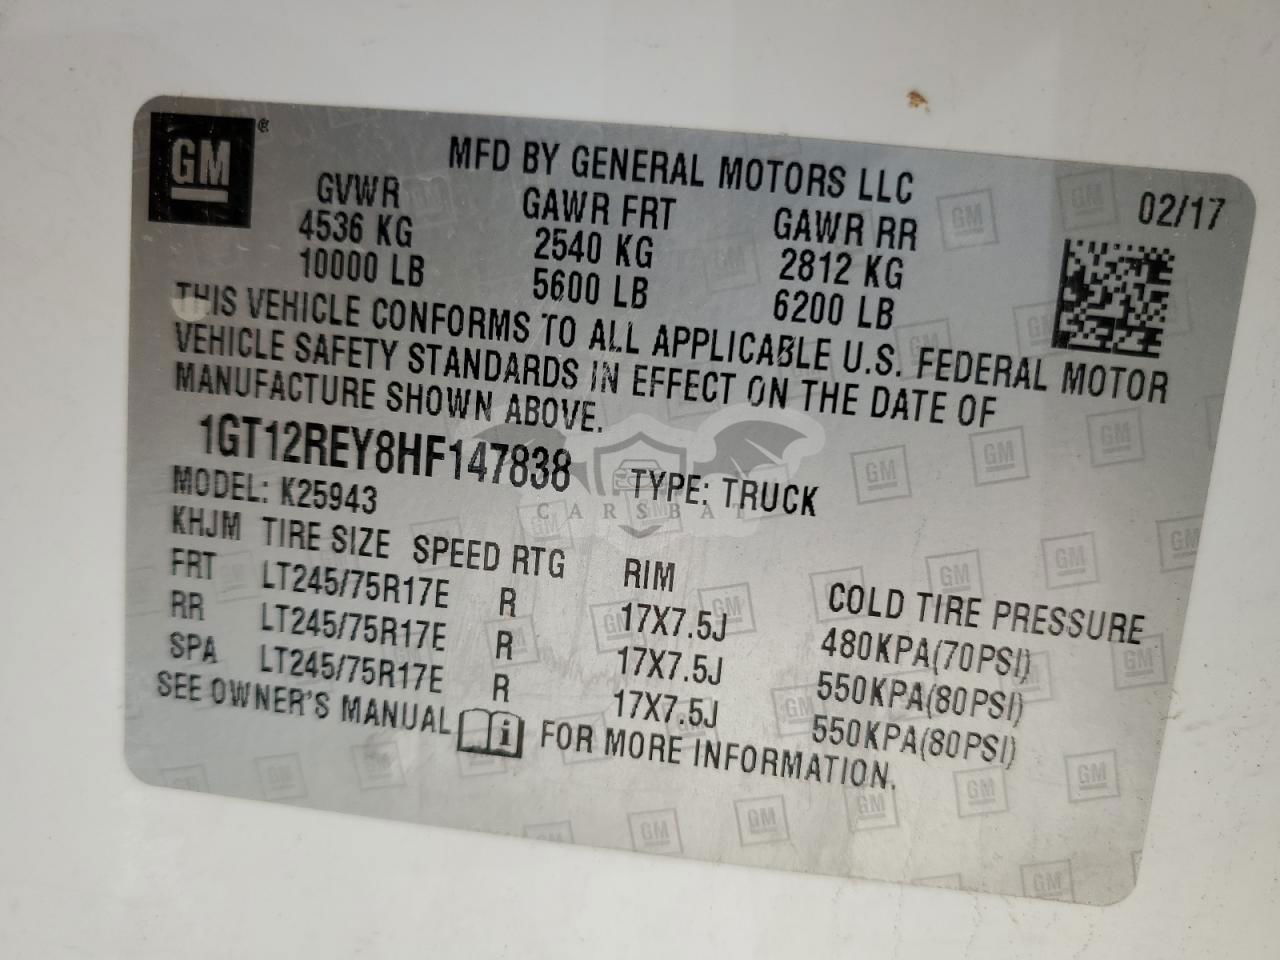 GM
MFD BY GENERAL MOTORS LLC
GVWR GAWR FRT GAWR RR 02/17
4536 KG 2540 KG 2812 KG
10000 LB 5600 LB 6200 LB
THIS VEHICLE CONFORMS TO ALL APPLICABLE U.S. FEDERAL MOTOR
VEHICLE SAFETY STANDARDS IN EFFECT ON THE DATE OF
MANUFACTURE SHOWN ABOVE.
1GT12REY8HF147838 TYPE: TRUCK
CARSBAT
MODEL: K25943
KHJM TIRE SIZE SPEED RTG RIM COLD TIRE PRESSURE
FRT LT245/75R17E R 17X7.5J 480KPA(70PSI)
RR LT245/75R17E R 17X7.5J 550KPA(80PSI)
SPA LT245/75R17E R 17X7.5J 550KPA(80PSI)
SEE OWNER'S MANUAL i FOR MORE INFORMATION.